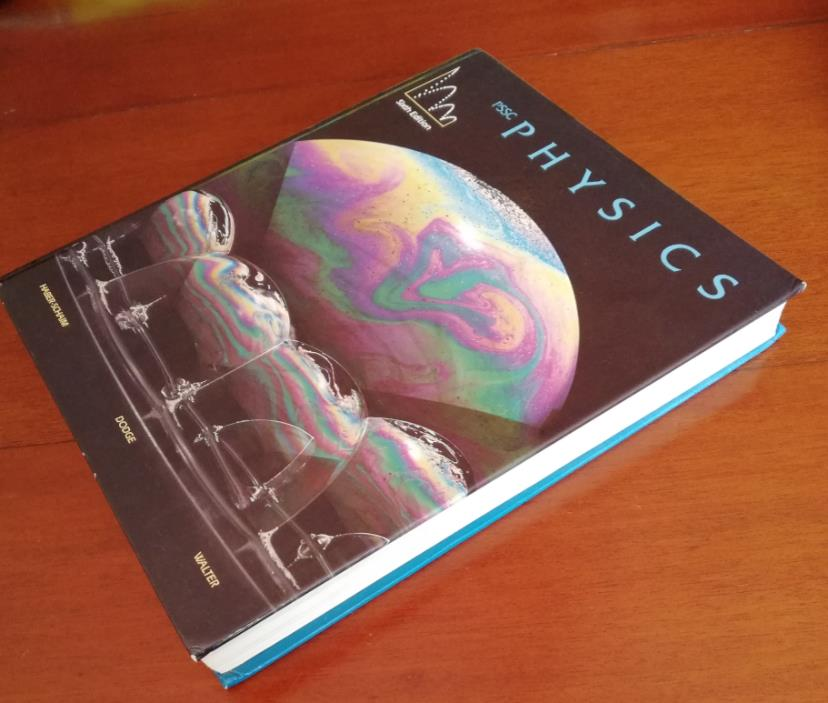 PSSC
PHYSICS
Sixth Edition
HABER-SCHAIM
DODGE
WALTER